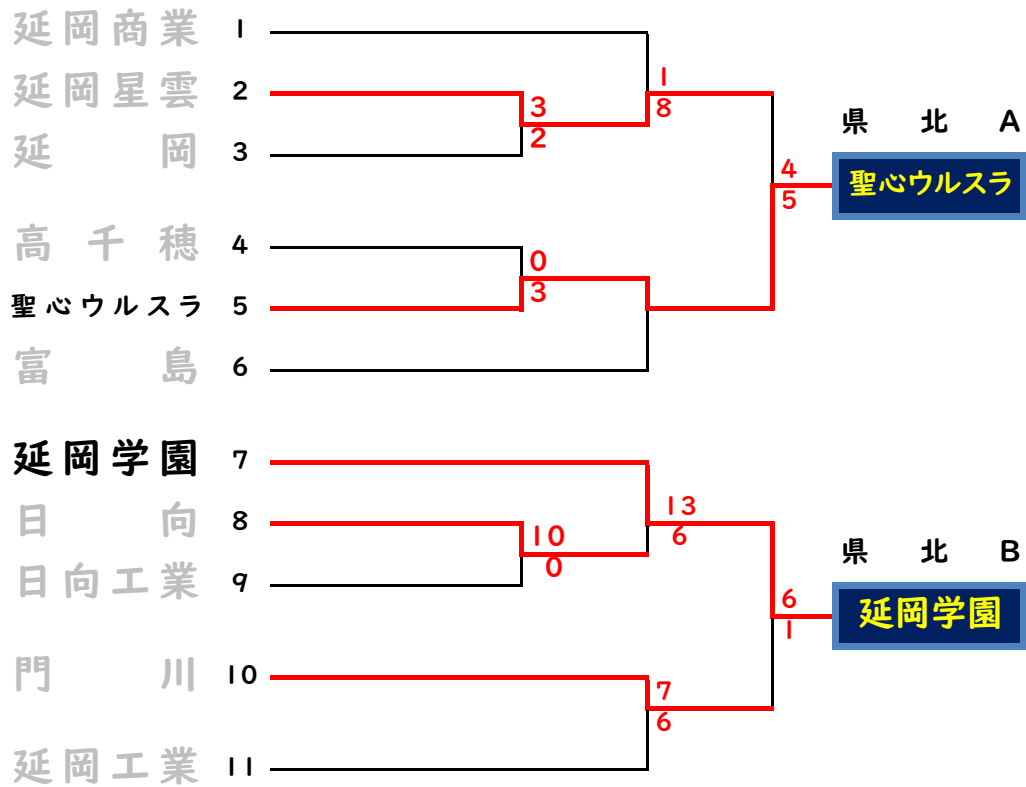 延岡商業 1
延岡星雲 2
延岡 3
高千穂 4
聖心ウルスラ 5
富島 6
延岡学園 7
日向 8
日向工業 9
門川 10
延岡工業 11
3
2
1
8
0
3
4
5
10
0
13
6
7
6
6
1
県北A
聖心ウルスラ
県北B
延岡学園